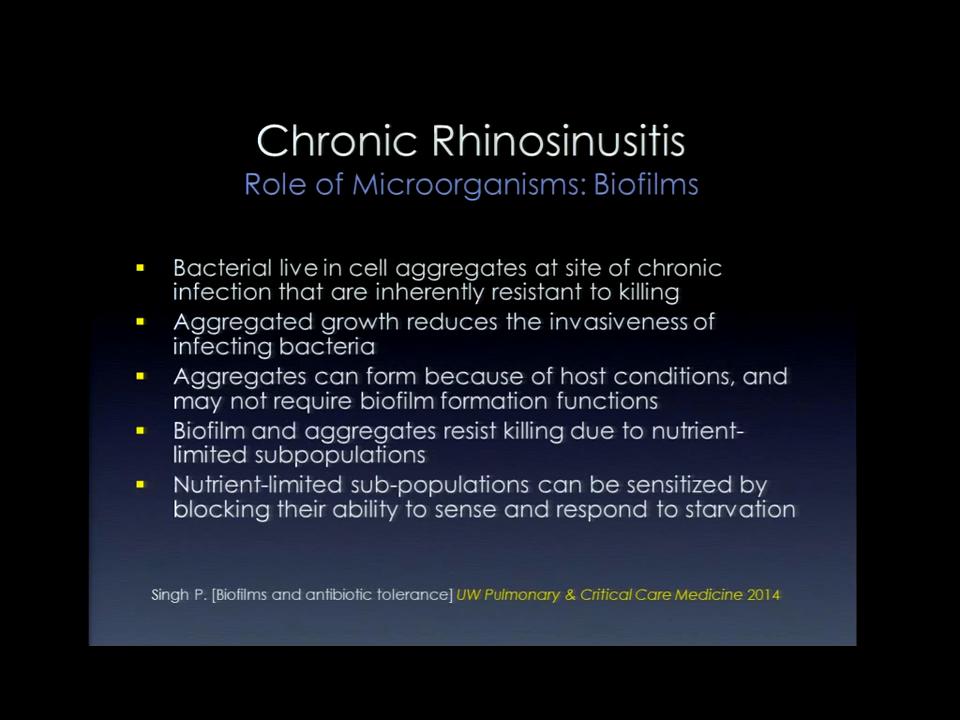 Chronic Rhinosinusitis
Role of Microorganisms: Biofilms
▪ Bacterial live in cell aggregates at site of chronic
infection that are inherently resistant to killing
▪ Aggregated growth reduces the invasiveness of
infecting bacteria
▪ Aggregates can form because of host conditions, and
may not require biofilm formation functions
▪ Biofilm and aggregates resist killing due to nutrient-
limited subpopulations
▪ Nutrient-limited sub-populations can be sensitized by
blocking their ability to sense and respond to starvation
Singh P. [Biofilms and antibiotic tolerance] UW Pulmonary & Critical Care Medicine 2014